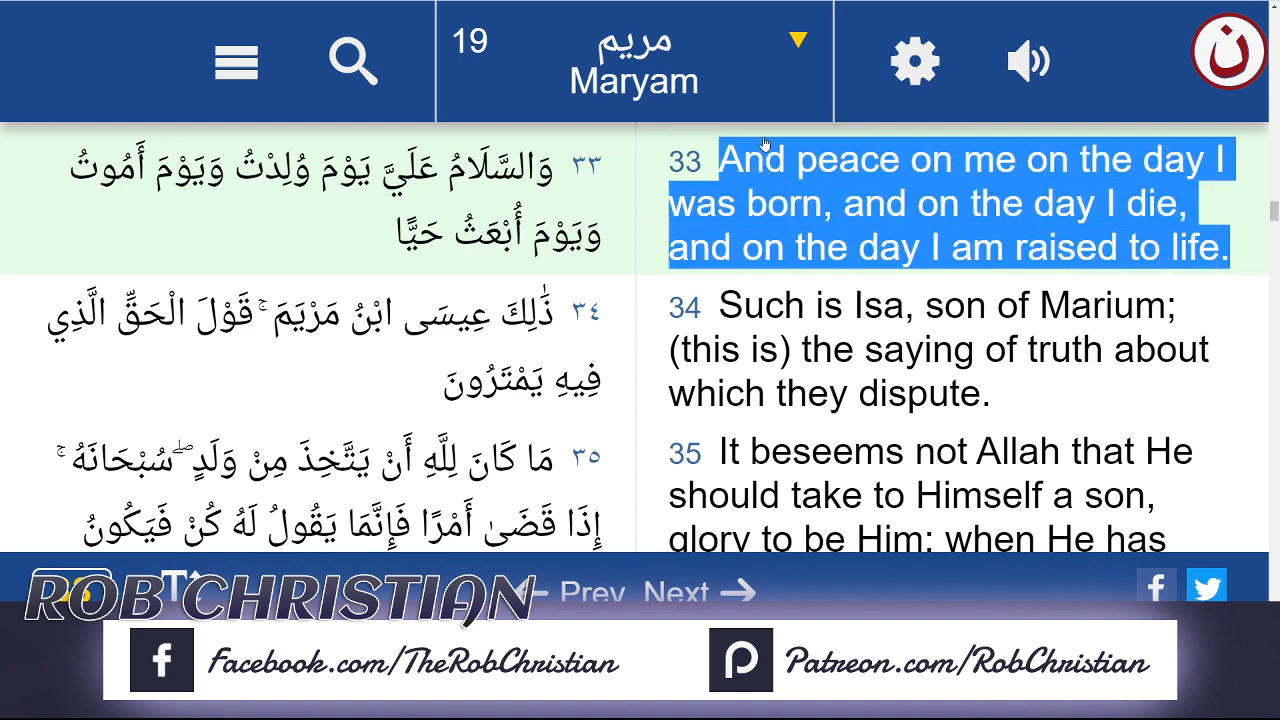 19
مريم
Maryam
ن
٣٣ وَالسَّلَامُ عَلَيَّ يَوْمَ وُلِدْتُ وَيَوْمَ أَمُوتُ
وَيَوْمَ أُبْعَثُ حَيًّا
33 And peace on me on the day I
was born, and on the day I die,
and on the day I am raised to life.
٣٤ ذَٰلِكَ عِيسَى ابْنُ مَرْيَمَ ۚ قَوْلَ الْحَقِّ الَّذِي
فِيهِ يَمْتَرُونَ
34 Such is Isa, son of Marium;
(this is) the saying of truth about
which they dispute.
٣٥ مَا كَانَ لِلَّهِ أَنْ يَتَّخِذَ مِنْ وَلَدٍ ۖ سُبْحَانَهُ ۚ
إِذَا قَضَىٰ أَمْرًا فَإِنَّمَا يَقُولُ لَهُ كُنْ فَيَكُونُ
35 It beseems not Allah that He
should take to Himself a son,
glory to be Him; when He has
Prev Next
ROB CHRISTIAN
Facebook.com/TheRobChristian
Patreon.com/RobChristian